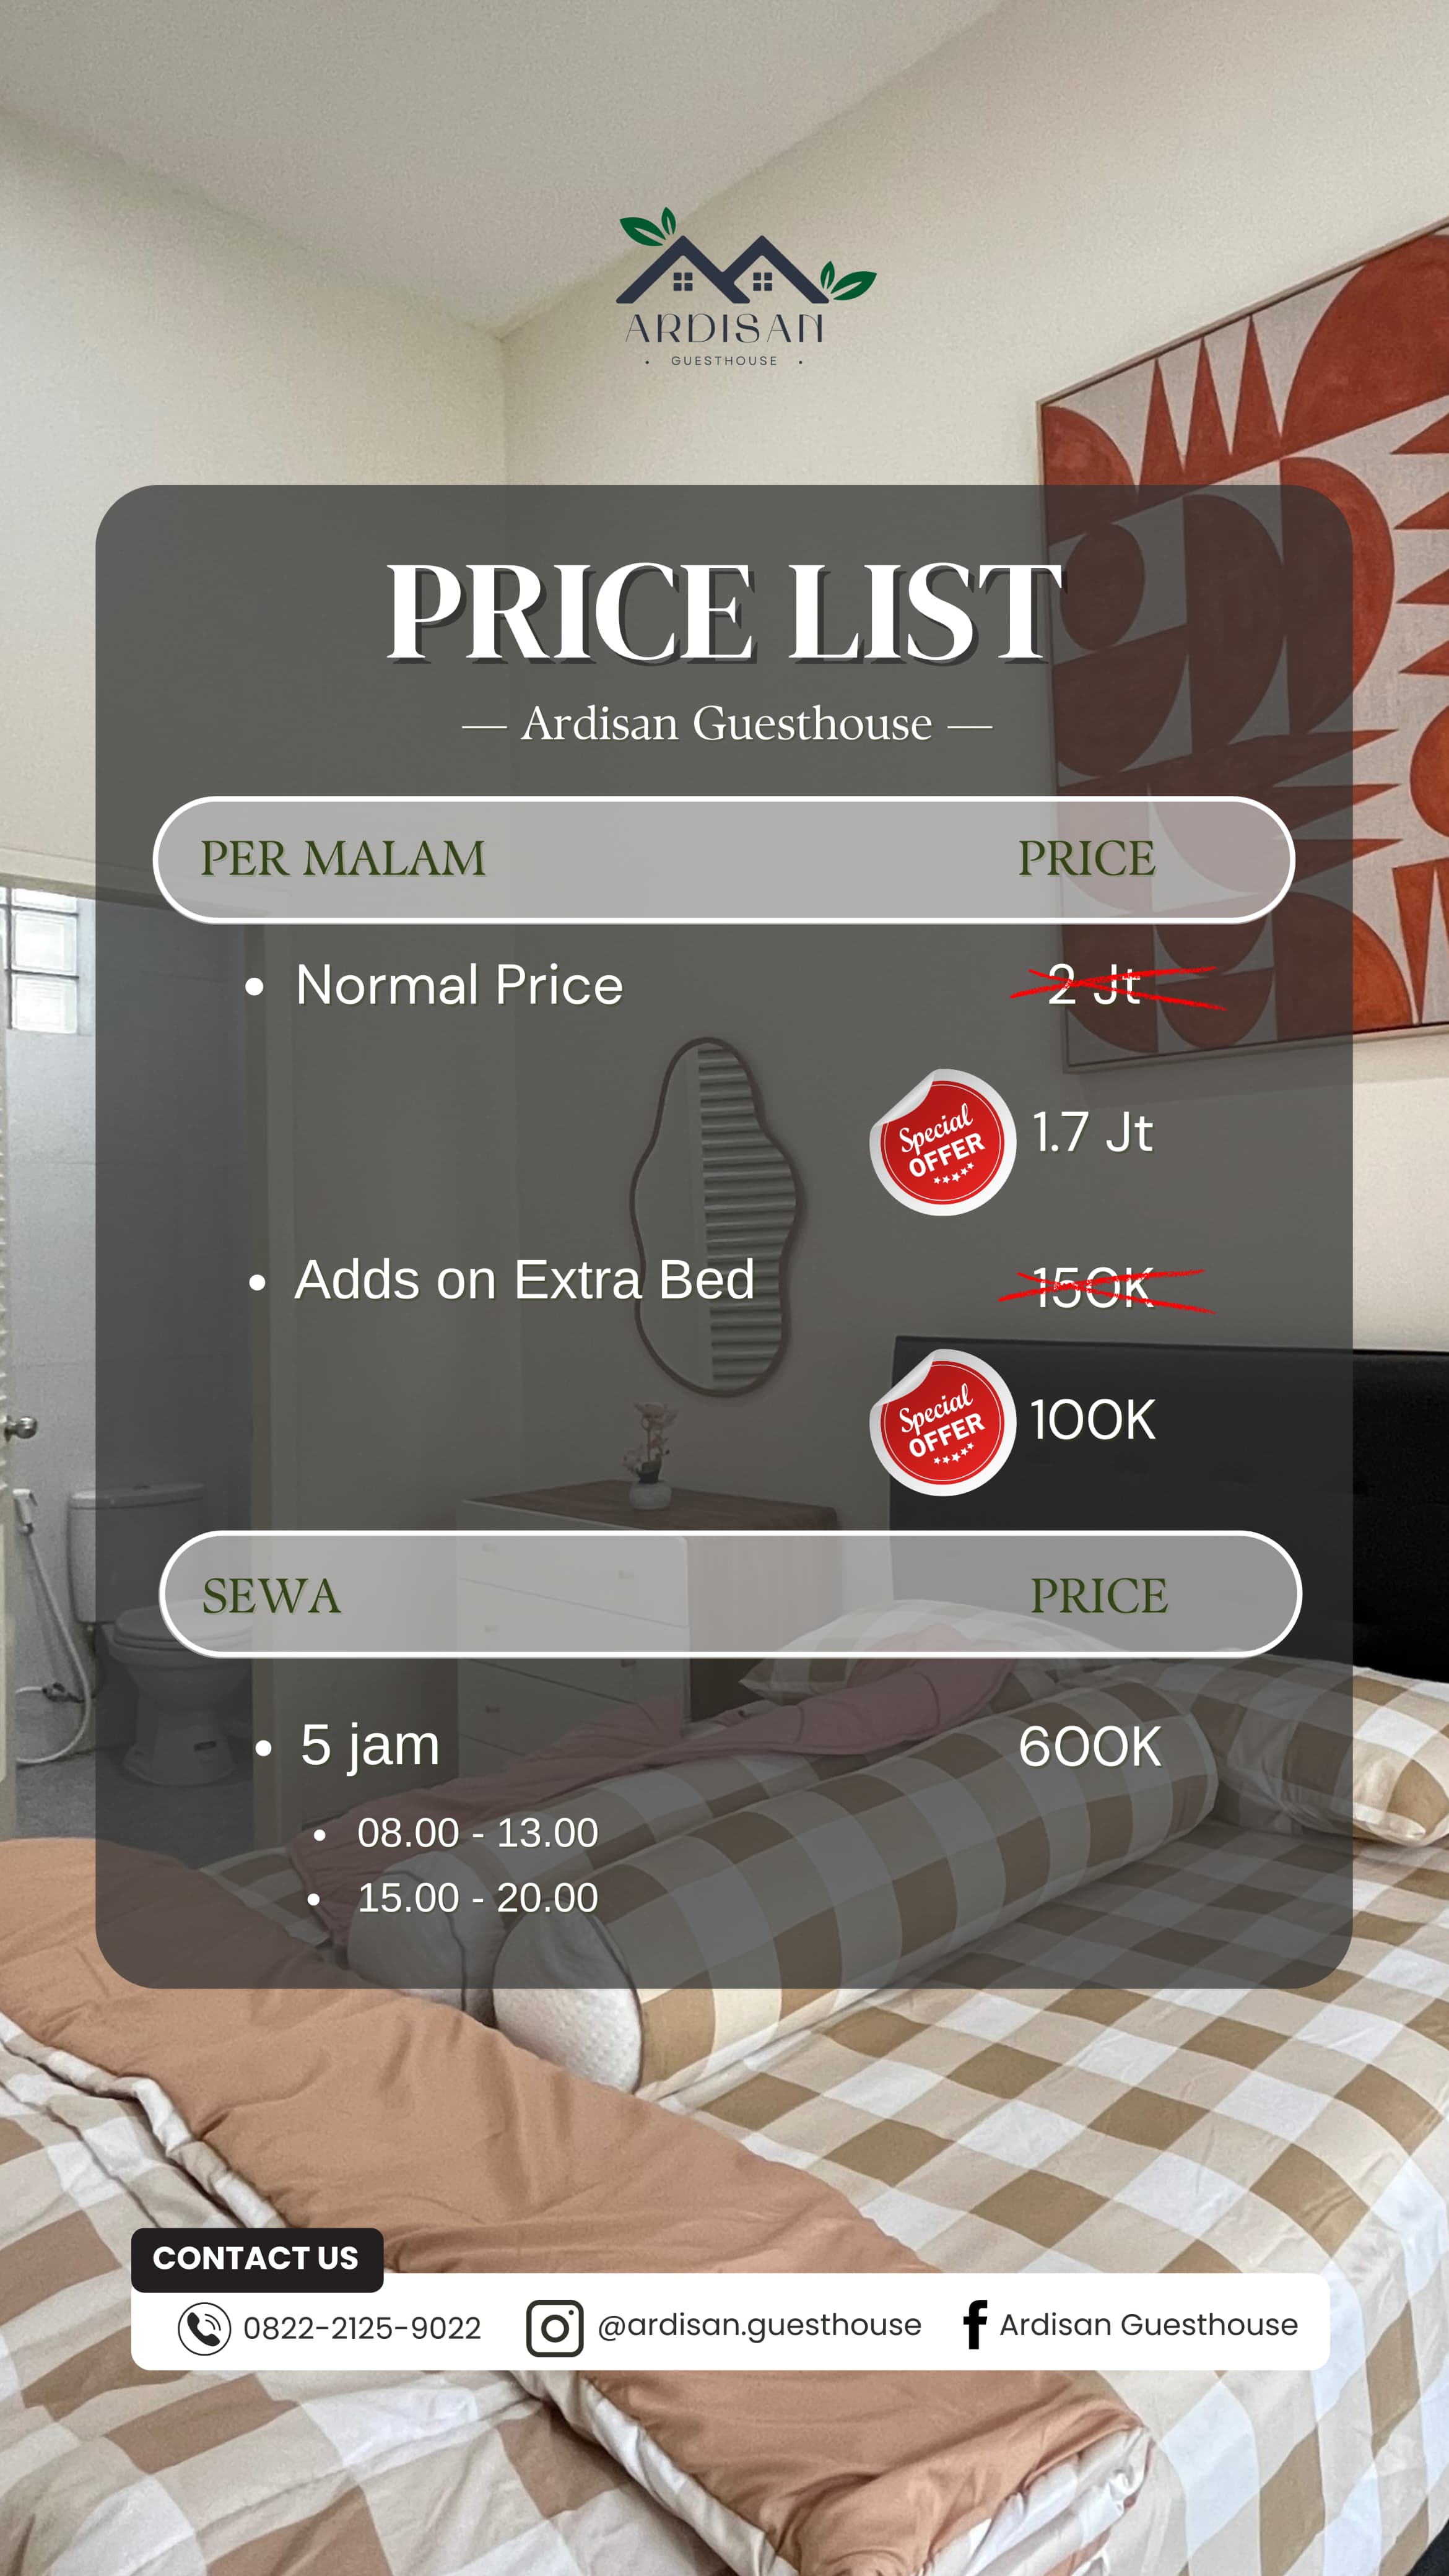 ARDISAN
• GUESTHOUSE •
PRICE LIST
— Ardisan Guesthouse —
PER MALAM PRICE
• Normal Price 2 Jt
Special OFFER 1.7 Jt
• Adds on Extra Bed 150K
Special OFFER 100K
SEWA PRICE
• 5 jam 600K
• 08.00 - 13.00
• 15.00 - 20.00
CONTACT US
0822-2125-9022 @ardisan.guesthouse Ardisan Guesthouse